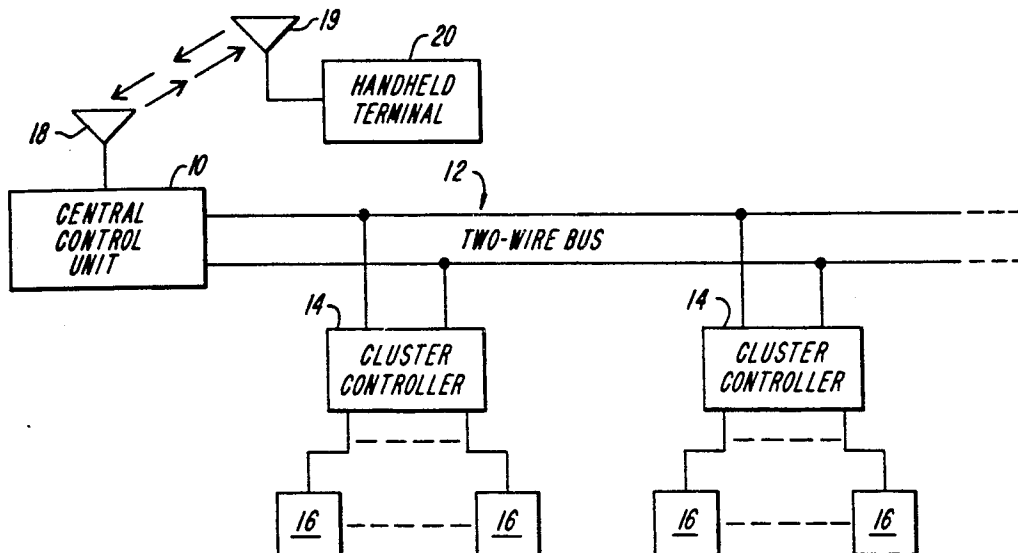 19
20
HANDHELD
TERMINAL
18
10
12
CENTRAL
CONTROL
UNIT
TWO-WIRE BUS
14
14
CLUSTER
CONTROLLER
CLUSTER
CONTROLLER
16
16
16
16